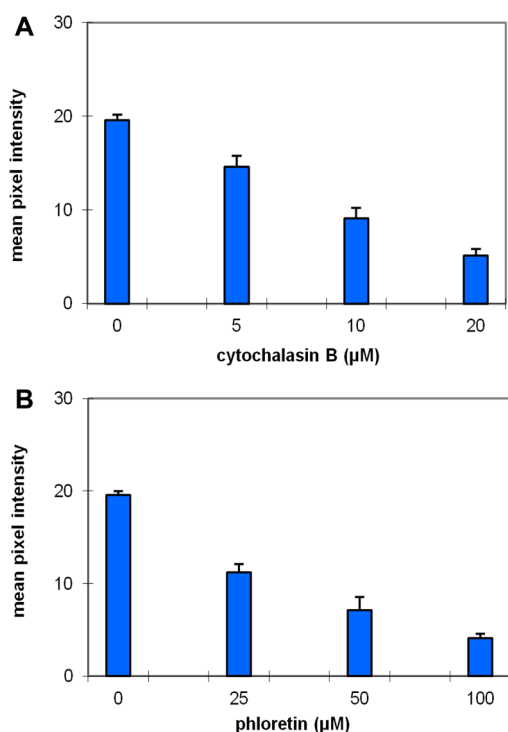 A
30
20
10
0
mean pixel intensity
0 5 10 20
cytochalasin B (µM)
B
30
20
10
0
mean pixel intensity
0 25 50 100
phloretin (µM)